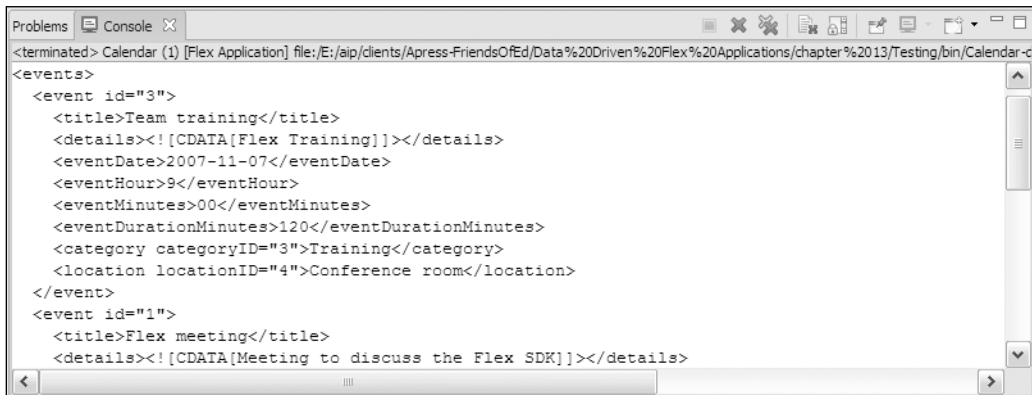 Problems Console
<terminated> Calendar (1) [Flex Application] file:/E:/aip/clients/Apress-FriendsOfEd/Data%20Driven%20Flex%20Applications/chapter%2013/Testing/bin/Calendar-d
<events>
  <event id="3">
    <title>Team training</title>
    <details><![CDATA[Flex Training]]></details>
    <eventDate>2007-11-07</eventDate>
    <eventHour>9</eventHour>
    <eventMinutes>00</eventMinutes>
    <eventDurationMinutes>120</eventDurationMinutes>
    <category categoryID="3">Training</category>
    <location locationID="4">Conference room</location>
  </event>
  <event id="1">
    <title>Flex meeting</title>
    <details><![CDATA[Meeting to discuss the Flex SDK]]></details>